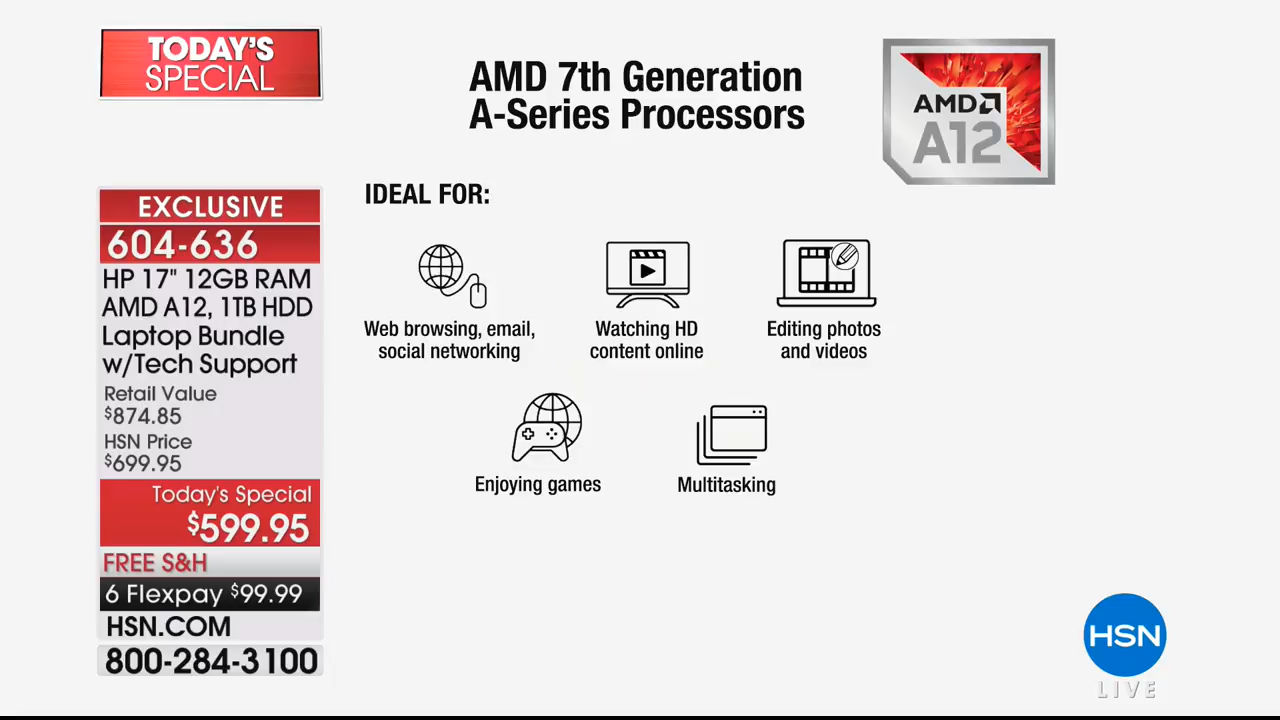 TODAY'S
SPECIAL
AMD 7th Generation
A-Series Processors
AMD
A12
EXCLUSIVE
604-636
HP 17" 12GB RAM
AMD A12, 1TB HDD
Laptop Bundle
w/Tech Support
Retail Value
$874.85
HSN Price
$699.95
Today's Special
$599.95
FREE S&H
6 Flexpay $99.99
HSN.COM
800-284-3100
IDEAL FOR:
Web browsing, email,
social networking
Watching HD
content online
Editing photos
and videos
Enjoying games
Multitasking
HSN
LIVE